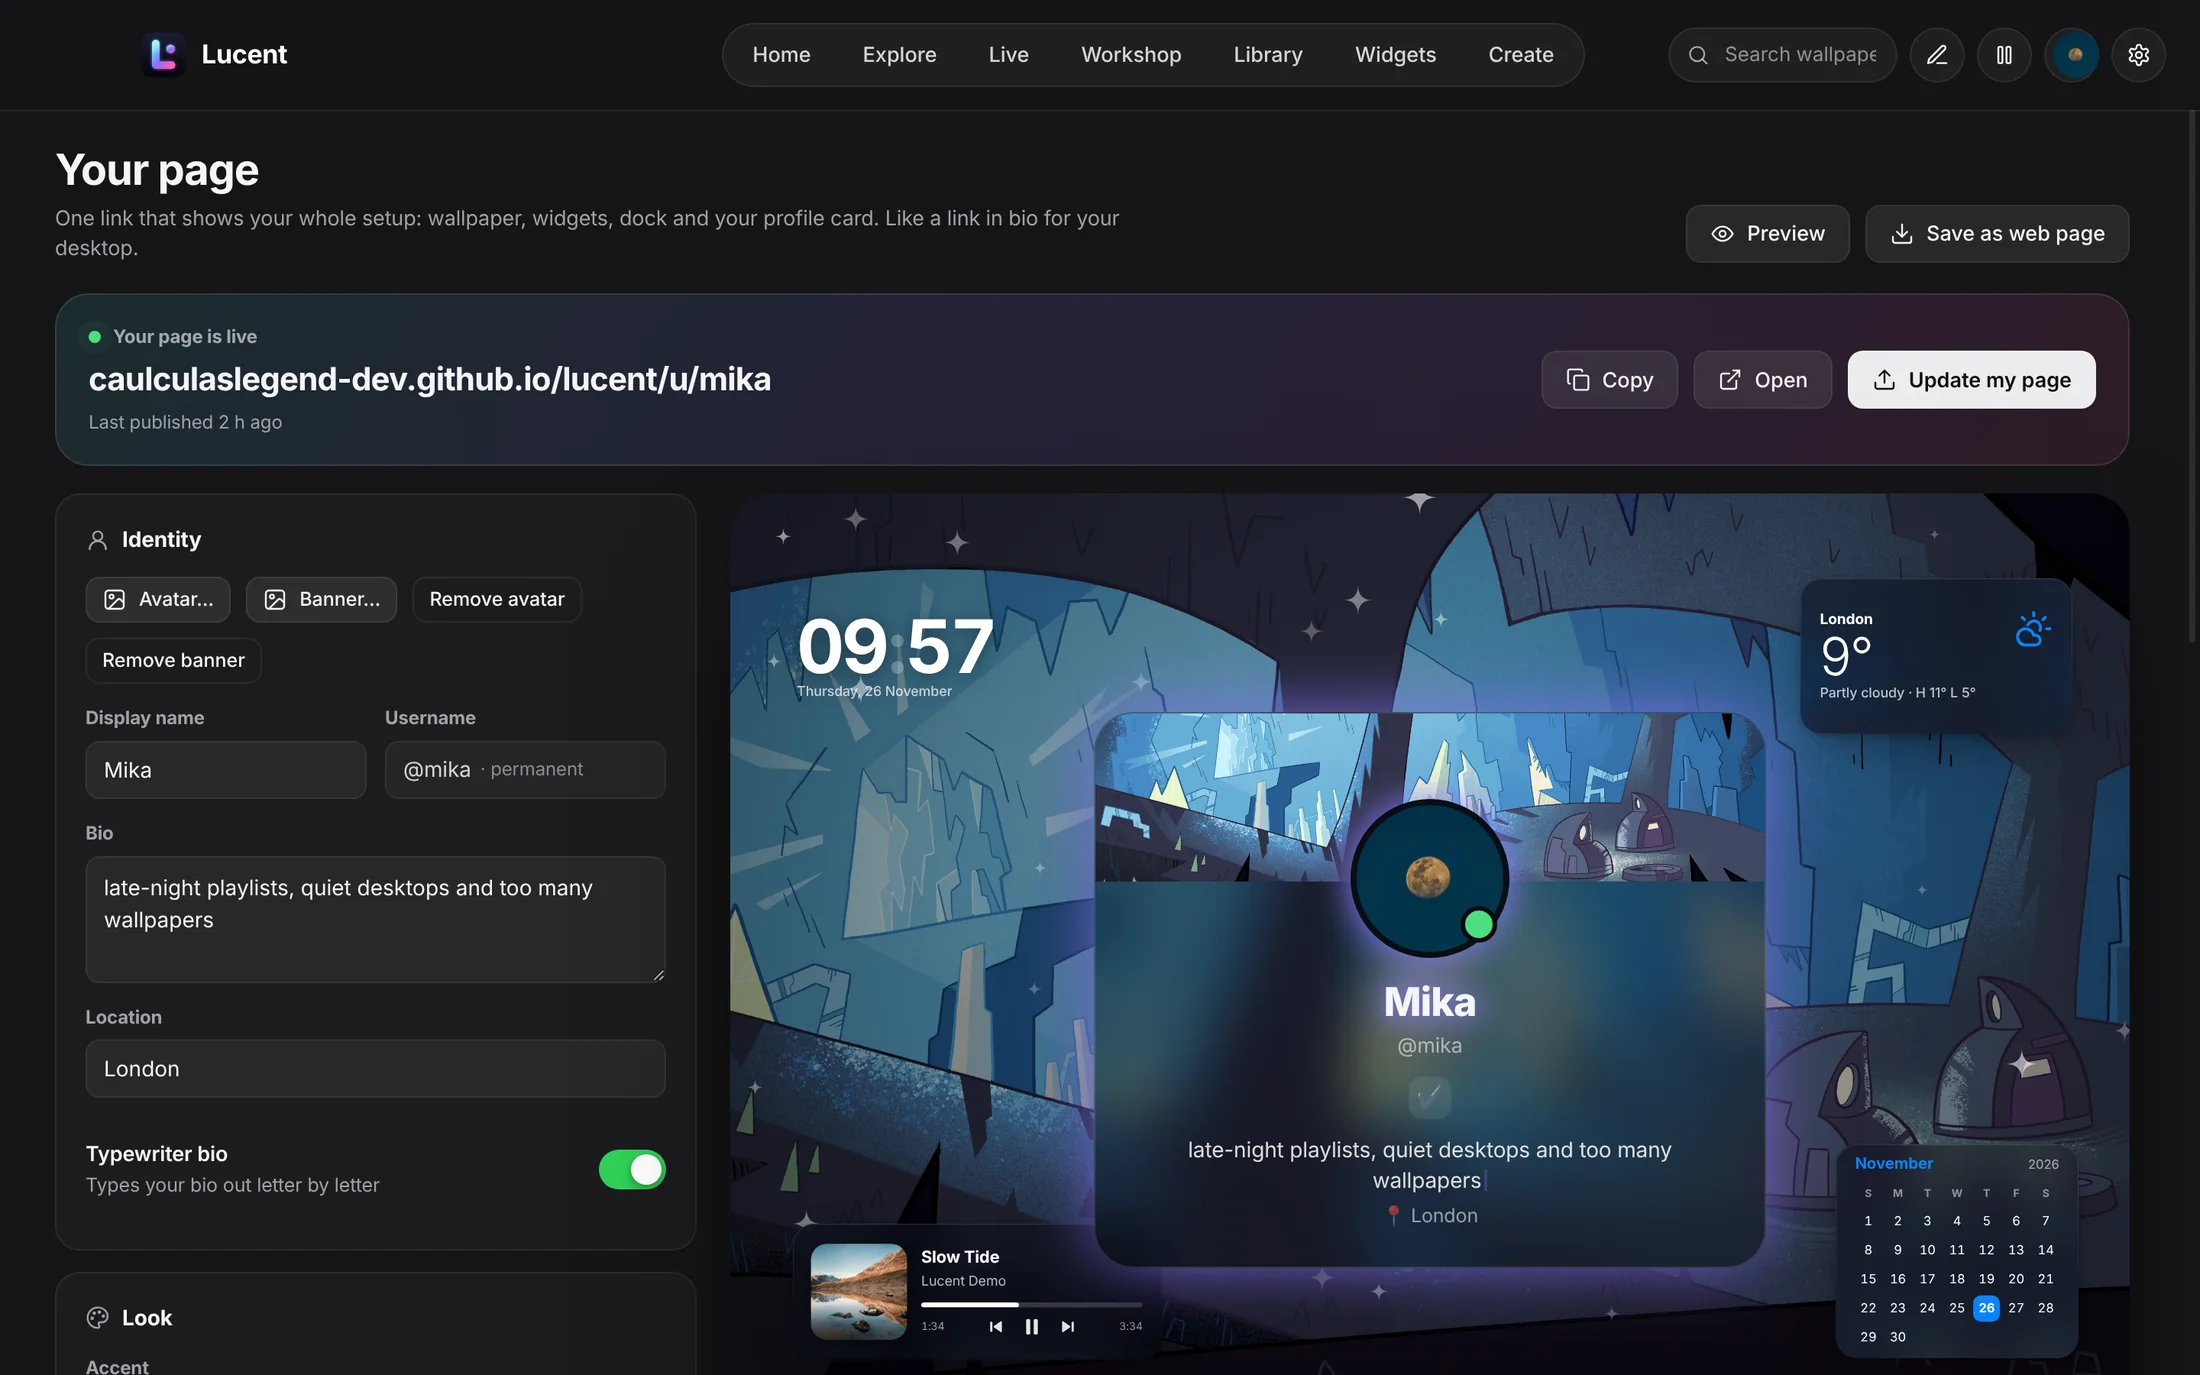 Lucent
Home
Explore
Live
Workshop
Library
Widgets
Create
Search wallpape
Your page
One link that shows your whole setup: wallpaper, widgets, dock and your profile card. Like a link in bio for your
desktop.
Preview
Save as web page
Your page is live
caulculaslegend-dev.github.io/lucent/u/mika
Last published 2 h ago
Copy
Open
Update my page
Identity
Avatar...
Banner...
Remove avatar
Remove banner
Display name
Username
Mika
@mika · permanent
Bio
late-night playlists, quiet desktops and too many
wallpapers
Location
London
Typewriter bio
Types your bio out letter by letter
Look
Accent
09:57
Thursday, 26 November
London
9°
Partly cloudy · H 11° L 5°
Mika
@mika
late-night playlists, quiet desktops and too many
wallpapers
London
Slow Tide
Lucent Demo
1:34
3:34
November 2026
S M T W T F S
1 2 3 4 5 6 7
8 9 10 11 12 13 14
15 16 17 18 19 20 21
22 23 24 25 26 27 28
29 30